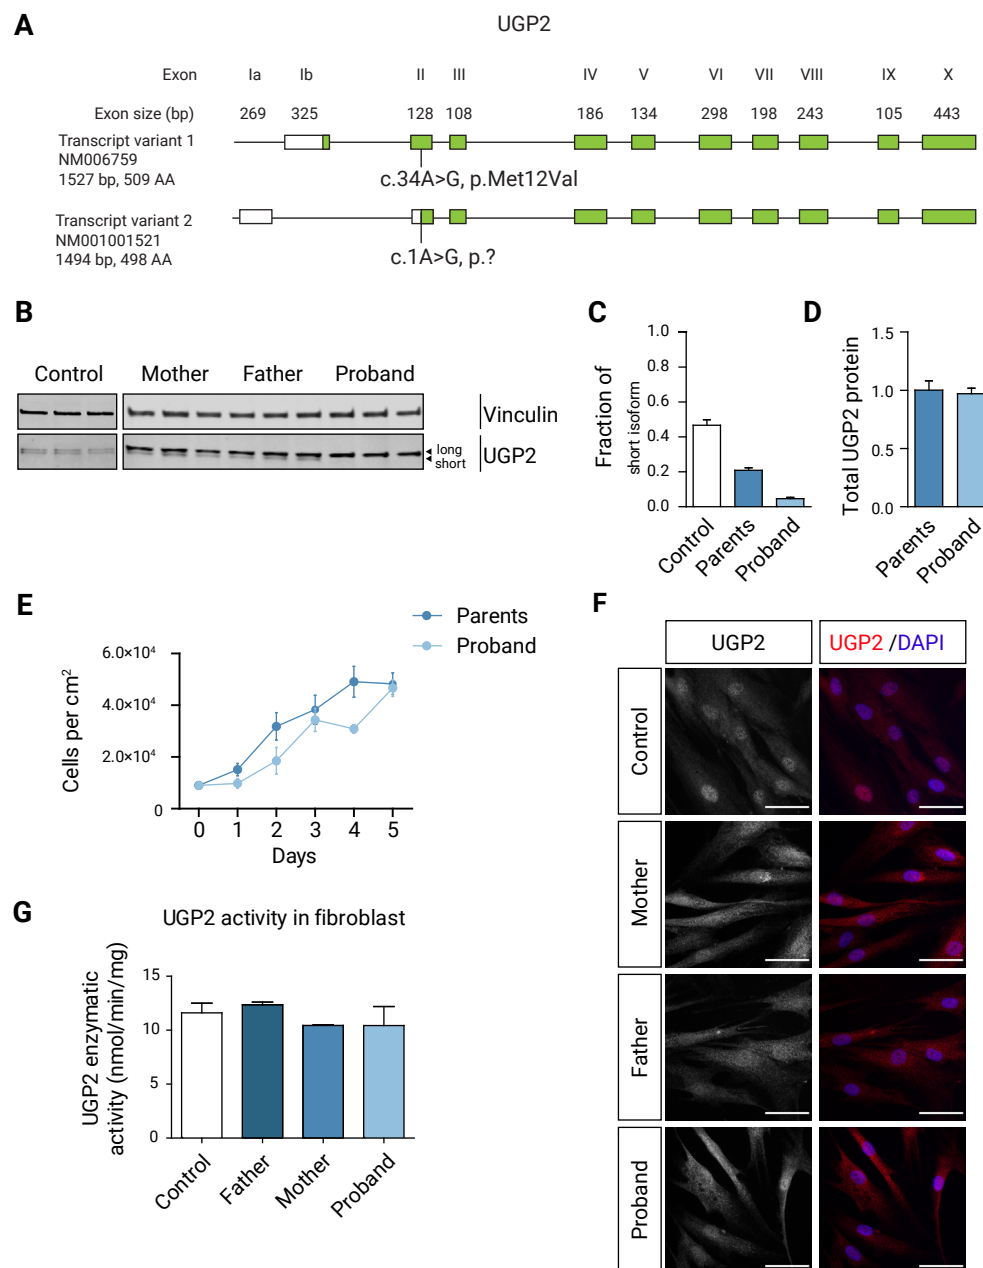 A
UGP2
Exon Ia Ib II III IV V VI VII VIII IX X
Exon size (bp) 269 325 128 108 186 134 298 198 243 105 443
Transcript variant 1
NM006759
1527 bp, 509 AA
c.34A>G, p.Met12Val
Transcript variant 2
NM001001521
1494 bp, 498 AA
c.1A>G, p.?
B
Control Mother Father Proband
Vinculin
long
short
UGP2
C
Fraction of
short isoform
1.0
0.8
0.6
0.4
0.2
0.0
Control
Parents
Proband
D
Total UGP2 protein
1.5
1.0
0.5
0.0
Parents
Proband
E
Parents
Proband
Cells per cm²
6.0×10⁴
4.0×10⁴
2.0×10⁴
0
0 1 2 3 4 5
Days
F
UGP2
UGP2 /DAPI
Control
Mother
Father
Proband
G
UGP2 activity in fibroblast
UGP2 enzymatic
activity (nmol/min/mg)
15
10
5
0
Control
Father
Mother
Proband